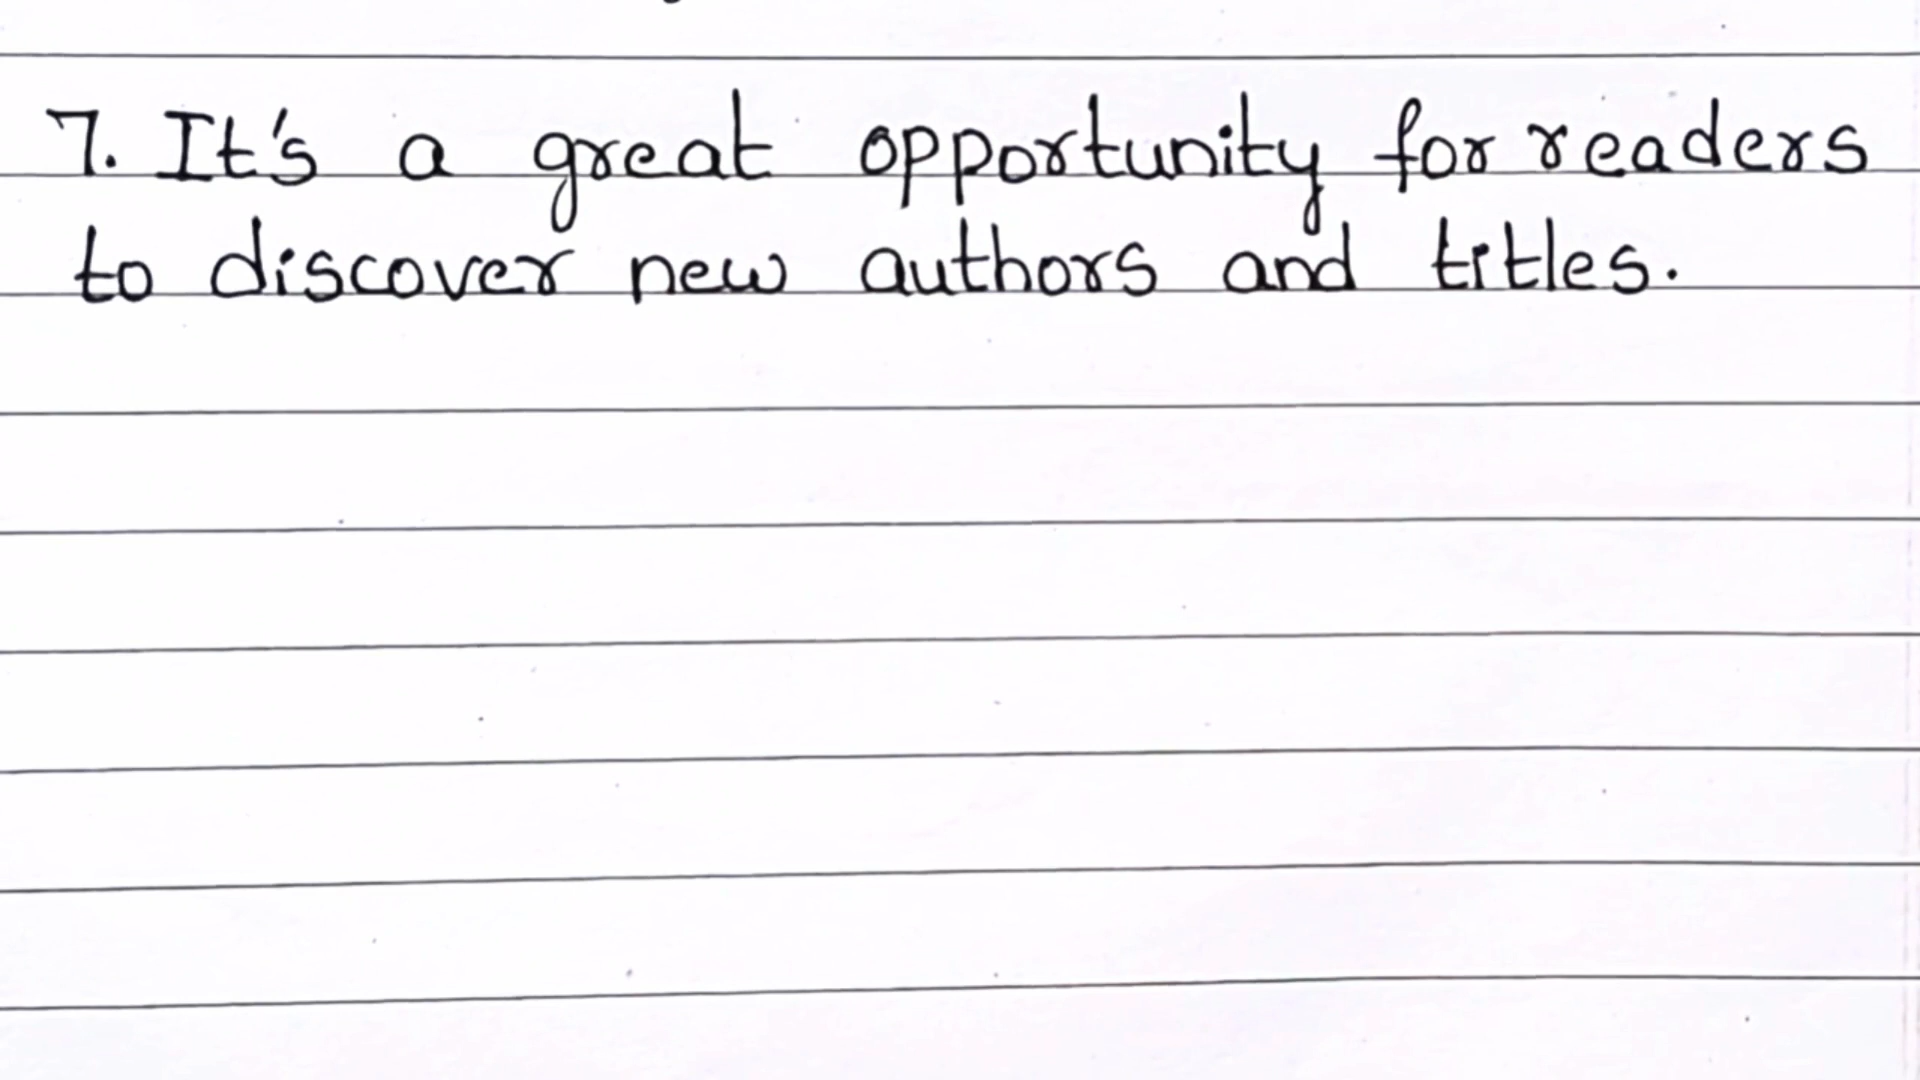 7. It's a great opportunity for readers
to discover new authors and titles.